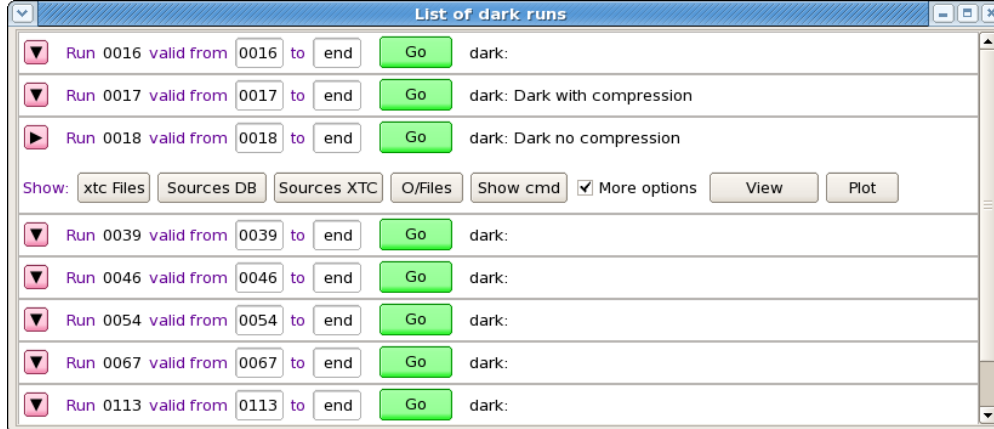 List of dark runs
Run 0016 valid from 0016 to end Go dark:
Run 0017 valid from 0017 to end Go dark: Dark with compression
Run 0018 valid from 0018 to end Go dark: Dark no compression
Show: xtc Files Sources DB Sources XTC O/Files Show cmd More options View Plot
Run 0039 valid from 0039 to end Go dark:
Run 0046 valid from 0046 to end Go dark:
Run 0054 valid from 0054 to end Go dark:
Run 0067 valid from 0067 to end Go dark:
Run 0113 valid from 0113 to end Go dark: